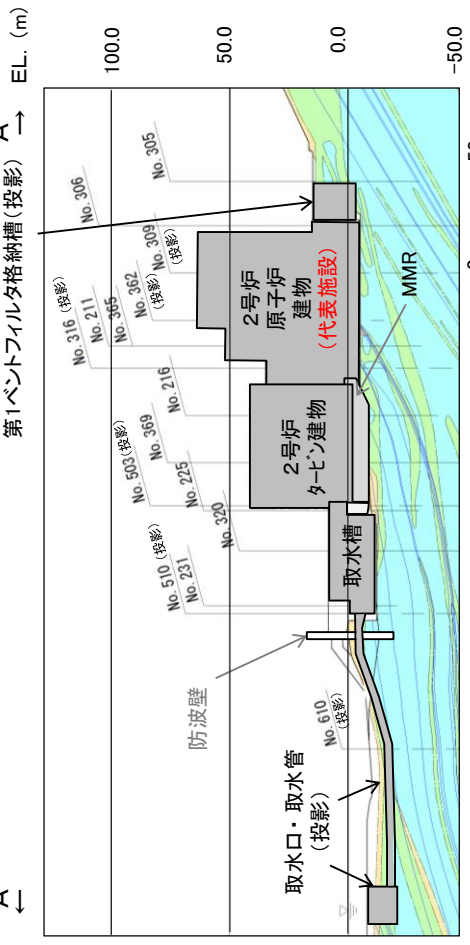 A
←
第1ベントフィルタ格納槽(投影)
A
→
EL. (m)
100.0
50.0
0.0
-50.0
No. 510 (投影)
No. 231
No. 503(投影)
No. 369
No. 225
No. 320
No. 316 (投影)
No. 211
No. 365
No. 216
No. 362
(投影)
No. 309
(投影)
No. 306
No. 305
防波壁
No. 610
(投影)
取水口・取水管
(投影)
取水槽
2号炉
タービン建物
2号炉
原子炉
建物
(代表施設)
MMR